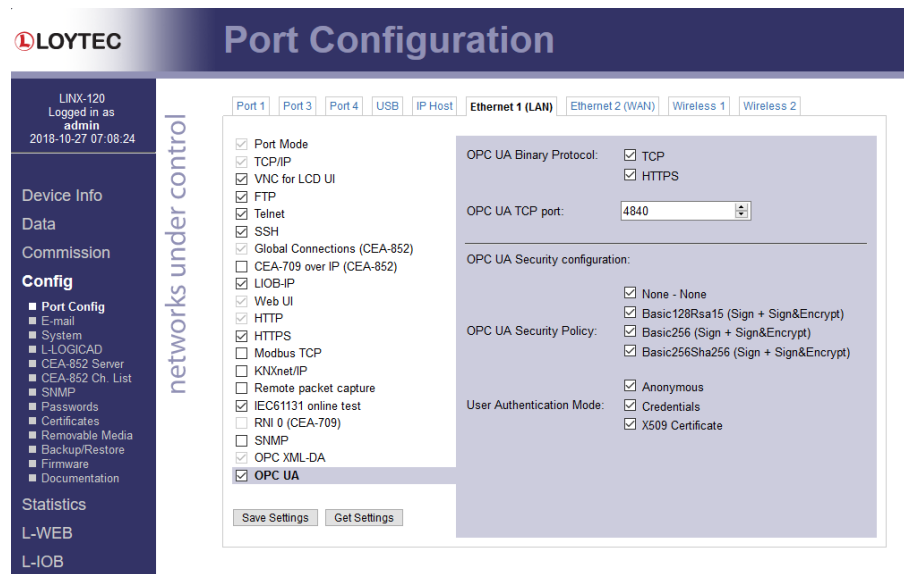 LOYTEC
Port Configuration
LINX-120
Logged in as
admin
2018-10-27 07:08:24
Device Info
Data
Commission
Config
Port Config
E-mail
System
L-LOGICAD
CEA-852 Server
CEA-852 Ch. List
SNMP
Passwords
Certificates
Removable Media
Backup/Restore
Firmware
Documentation
Statistics
L-WEB
L-IOB
networks under control
Port 1 Port 3 Port 4 USB IP Host Ethernet 1 (LAN) Ethernet 2 (WAN) Wireless 1 Wireless 2
Port Mode
TCP/IP
VNC for LCD UI
FTP
Telnet
SSH
Global Connections (CEA-852)
CEA-709 over IP (CEA-852)
LIOB-IP
Web UI
HTTP
HTTPS
Modbus TCP
KNXnet/IP
Remote packet capture
IEC61131 online test
RNI 0 (CEA-709)
SNMP
OPC XML-DA
OPC UA
Save Settings Get Settings
OPC UA Binary Protocol: TCP
HTTPS
OPC UA TCP port: 4840
OPC UA Security configuration:
None - None
Basic128Rsa15 (Sign + Sign&Encrypt)
OPC UA Security Policy: Basic256 (Sign + Sign&Encrypt)
Basic256Sha256 (Sign + Sign&Encrypt)
Anonymous
User Authentication Mode: Credentials
X509 Certificate